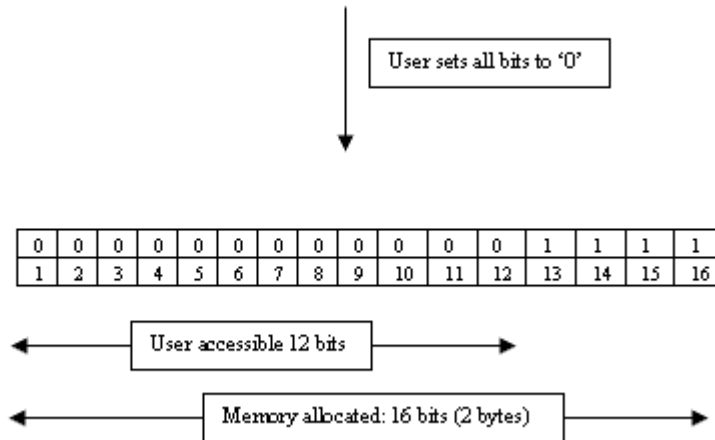 User sets all bits to ‘0’
0 0 0 0 0 0 0 0 0 0 0 0 1 1 1 1
1 2 3 4 5 6 7 8 9 10 11 12 13 14 15 16
User accessible 12 bits
Memory allocated: 16 bits (2 bytes)